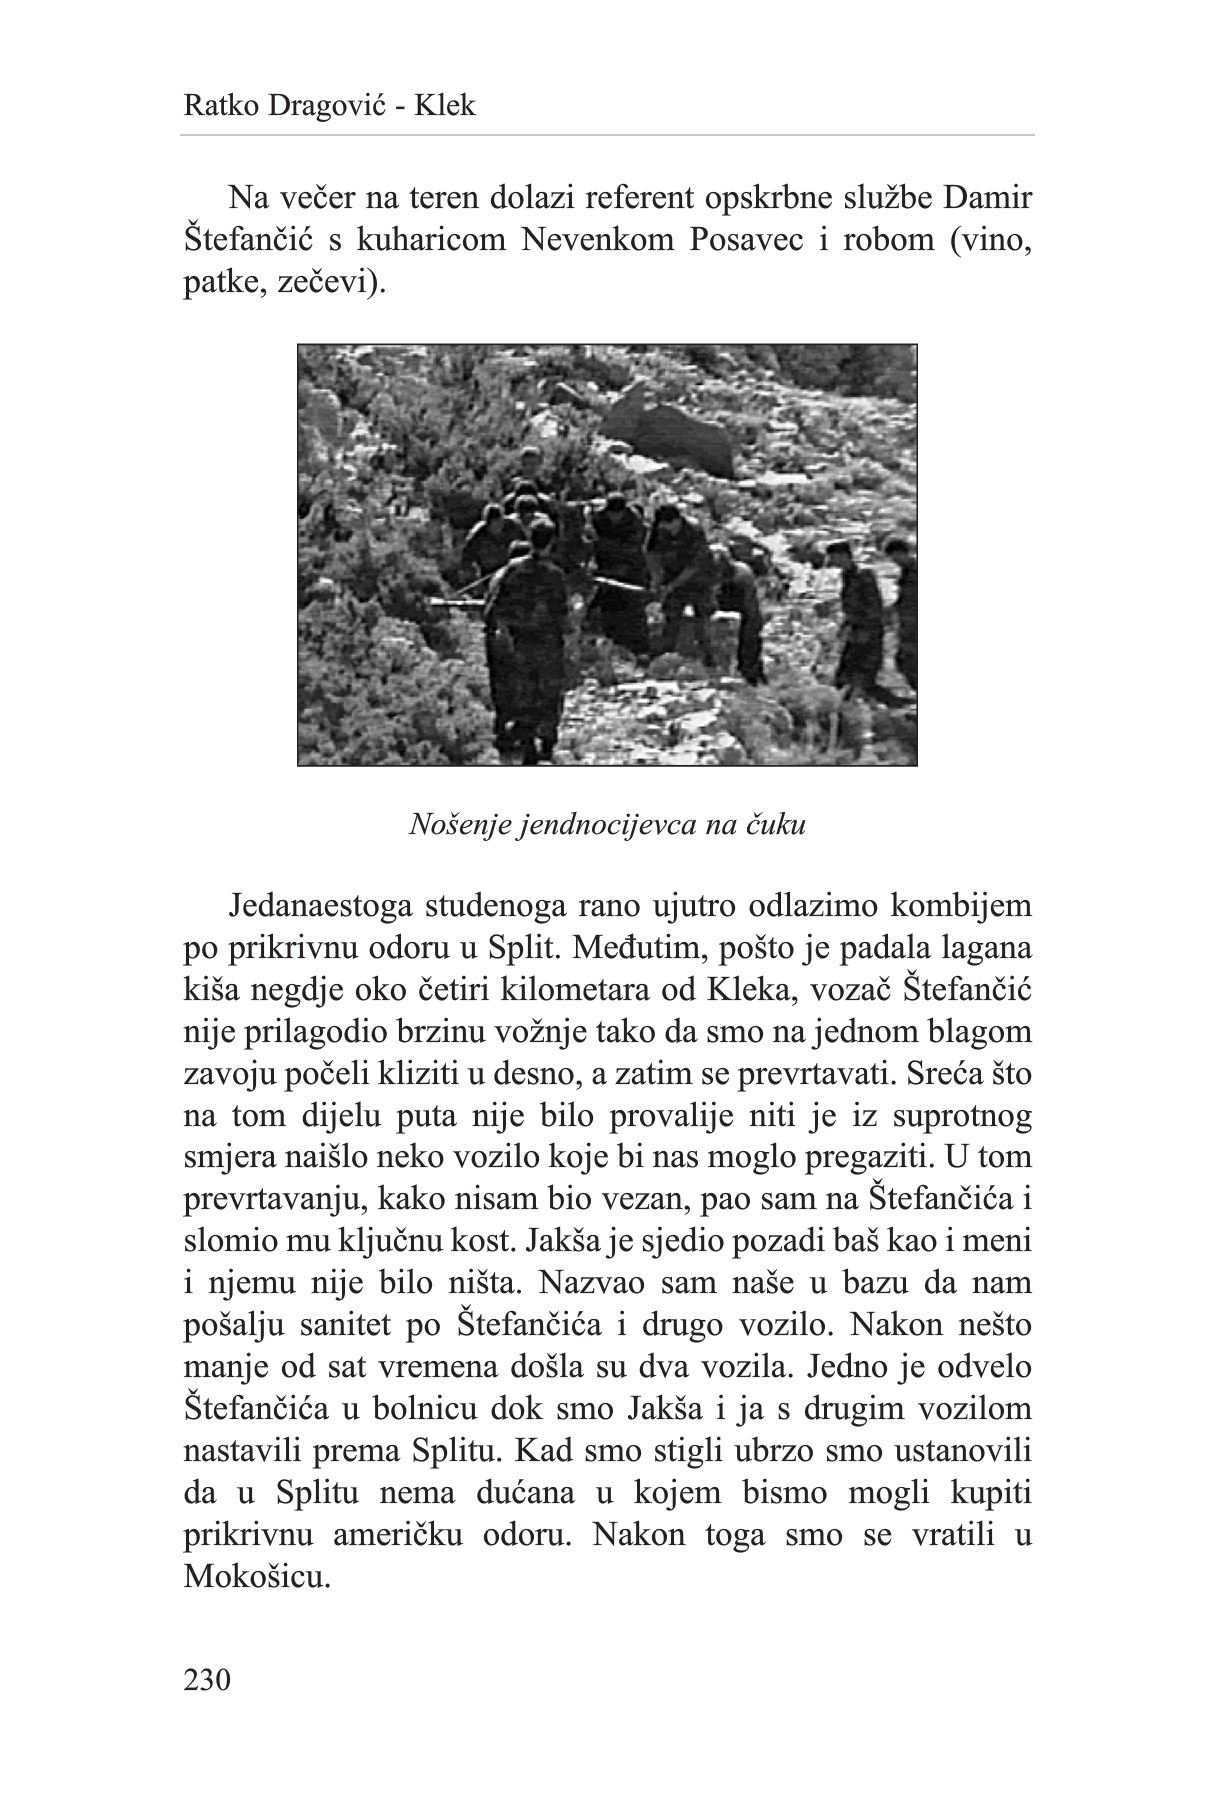 Ratko Dragović - Klek
Na večer na teren dolazi referent opskrbne službe Damir
Štefančić s kuharicom Nevenkom Posavec i robom (vino,
patke, zečevi).
Nošenje jendnocijevca na čuku
Jedanaestoga studenoga rano ujutro odlazimo kombijem
po prikrivnu odoru u Split. Međutim, pošto je padala lagana
kiša negdje oko četiri kilometara od Kleka, vozač Štefančić
nije prilagodio brzinu vožnje tako da smo na jednom blagom
zavoju počeli kliziti u desno, a zatim se prevrtavati. Sreća što
na tom dijelu puta nije bilo provalije niti je iz suprotnog
smjera naišlo neko vozilo koje bi nas moglo pregaziti. U tom
prevrtavanju, kako nisam bio vezan, pao sam na Štefančića i
slomio mu ključnu kost. Jakša je sjedio pozadi baš kao i meni
i njemu nije bilo ništa. Nazvao sam naše u bazu da nam
pošalju sanitet po Štefančića i drugo vozilo. Nakon nešto
manje od sat vremena došla su dva vozila. Jedno je odvelo
Štefančića u bolnicu dok smo Jakša i ja s drugim vozilom
nastavili prema Splitu. Kad smo stigli ubrzo smo ustanovili
da u Splitu nema dućana u kojem bismo mogli kupiti
prikrivnu američku odoru. Nakon toga smo se vratili u
Mokošicu.
230